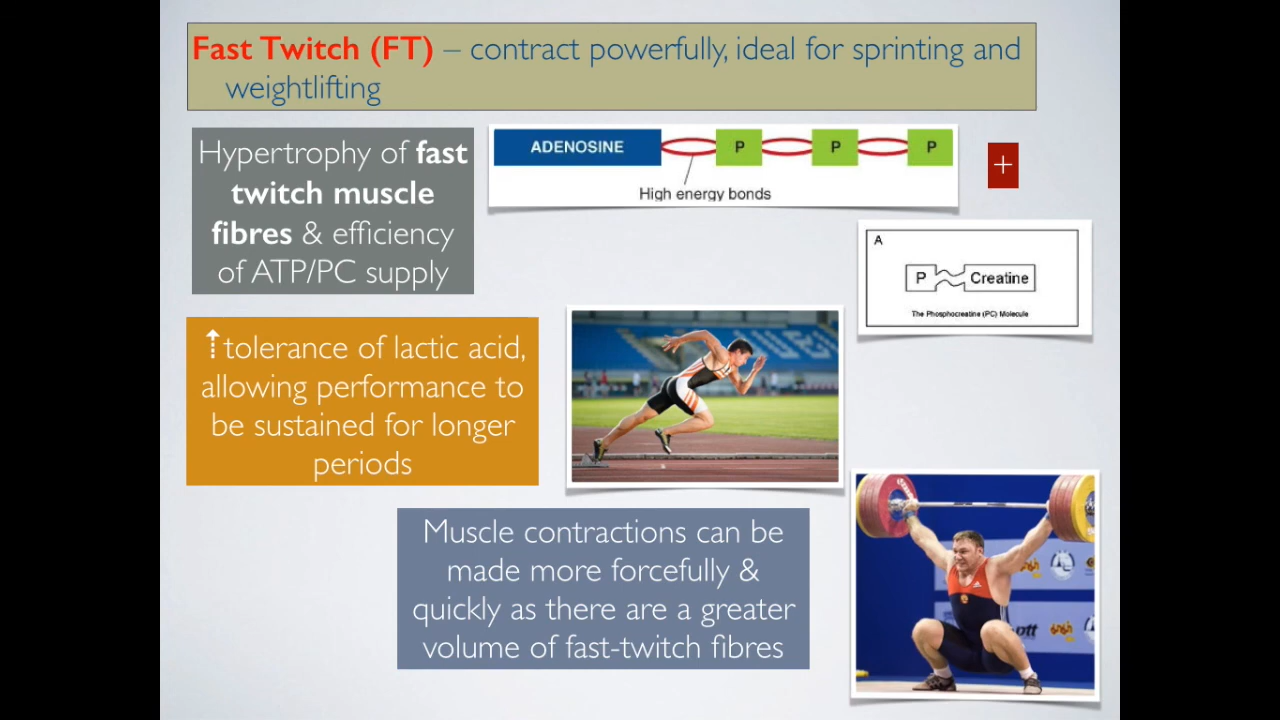 Fast Twitch (FT) – contract powerfully, ideal for sprinting and
weightlifting
Hypertrophy of fast
twitch muscle
fibres & efficiency
of ATP/PC supply
ADENOSINE P P P
High energy bonds
+
A
P Creatine
The Phosphocreatine (PC) Molecule
⇡tolerance of lactic acid,
allowing performance to
be sustained for longer
periods
Muscle contractions can be
made more forcefully &
quickly as there are a greater
volume of fast-twitch fibres